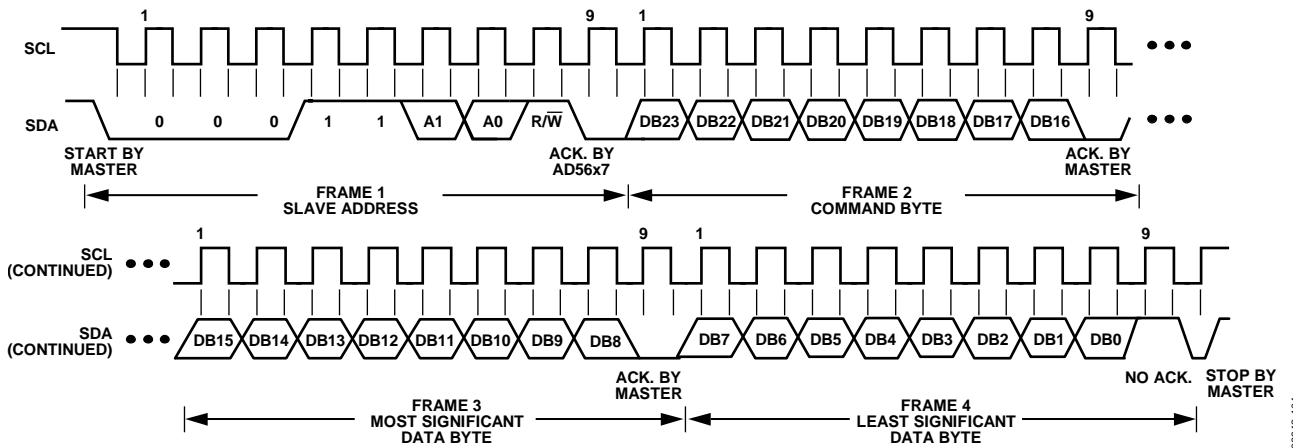 1 9 1 9
SCL
SDA
0 0 0 1 1 A1 A0 R/W̅ DB23 DB22 DB21 DB20 DB19 DB18 DB17 DB16
START BY
MASTER
ACK. BY
AD56x7
ACK. BY
MASTER
FRAME 1
SLAVE ADDRESS
FRAME 2
COMMAND BYTE
1 9 1 9
SCL
(CONTINUED)
SDA
(CONTINUED)
DB15 DB14 DB13 DB12 DB11 DB10 DB9 DB8 DB7 DB6 DB5 DB4 DB3 DB2 DB1 DB0
ACK. BY
MASTER
NO ACK.
STOP BY
MASTER
FRAME 3
MOST SIGNIFICANT
DATA BYTE
FRAME 4
LEAST SIGNIFICANT
DATA BYTE